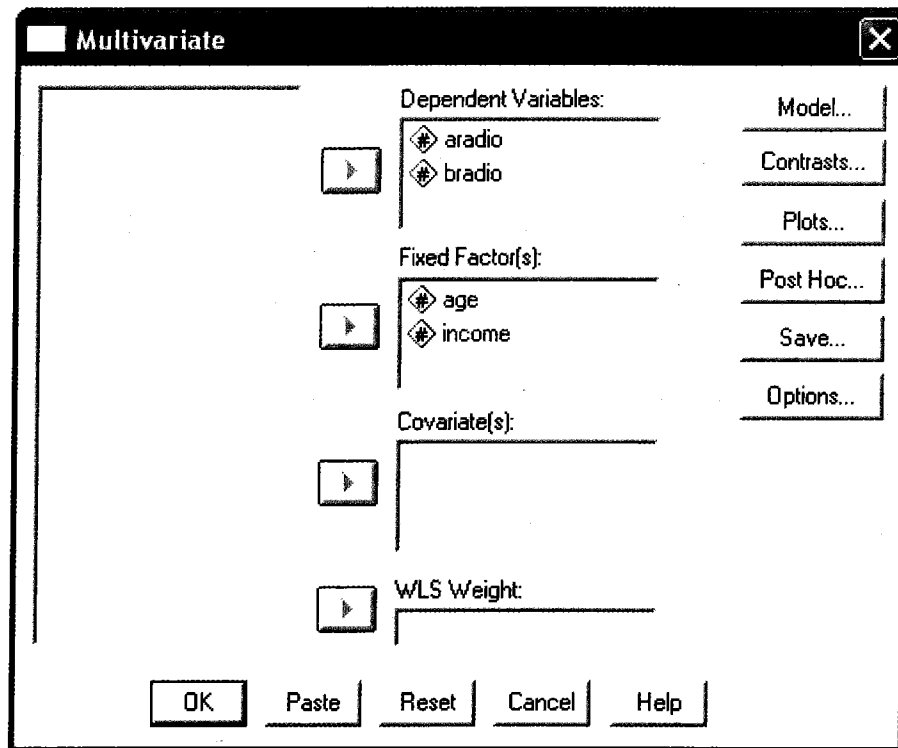 Multivariate
Dependent Variables:
# aradio
# bradio
Fixed Factor(s):
# age
# income
Covariate(s):
WLS Weight:
Model...
Contrasts...
Plots...
Post Hoc...
Save...
Options...
OK Paste Reset Cancel Help